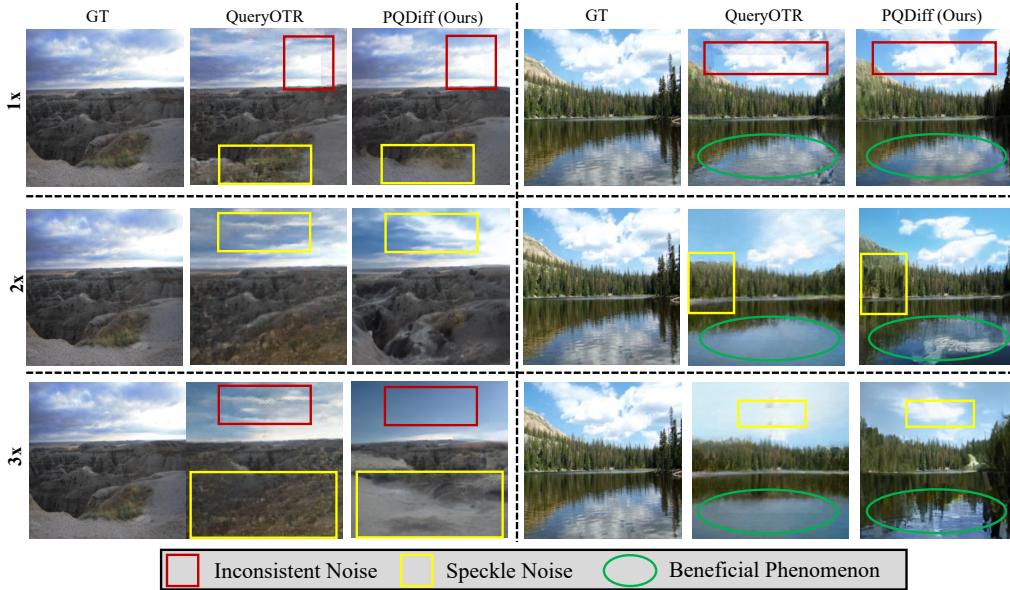 GT QueryOTR PQDiff (Ours) GT QueryOTR PQDiff (Ours)
1x
2x
3x
Inconsistent Noise Speckle Noise Beneficial Phenomenon